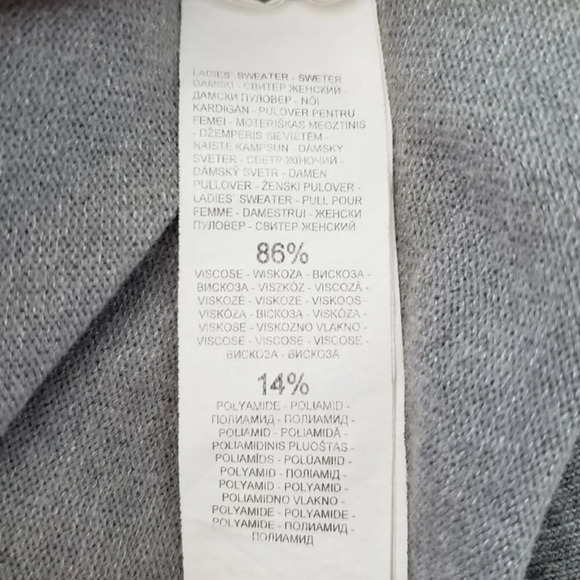 LADIES' SWEATER - SWETER
DAMSKI - СВИТЕР ЖЕНСКИЙ -
ДАМСКИ ПУЛОВЕР - NŐI
KARDIGÁN - PULOVER PENTRU
FEMEI - MOTERIŠKAS MEGZTINIS
- DŽEMPERIS SIEVIETĒM -
NAISTE KAMPSUN - DÁMSKY
SVETER - СВЕТР ЖІНОЧИЙ -
DÁMSKÝ SVETR - DAMEN
PULLOVER - ŽENSKI PULOVER -
LADIES' SWEATER - PULL POUR
FEMME - DAMESTRUI - ЖЕНСКИ
ПУЛОВЕР - СВИТЕР ЖЕНСКИЙ
86%
VISCOSE - WISKOZA - ВИСКОЗА -
ВИСКОЗА - VISZKÓZ - VISCOZĂ -
VISKOZĖ - VISKOZE - VISKOOS -
VISKÓZA - ВІСКОЗА - VISKÓZA -
VISKOSE - VISKOZNO VLAKNO -
VISCOSE - VISCOSE - VISCOSE -
ВИСКОЗА - ВИСКОЗА
14%
POLYAMIDE - POLIAMID -
ПОЛИАМИД - ПОЛИАМИД -
POLIAMID - POLIAMIDĂ -
POLIAMIDINIS PLUOŠTAS -
POLIAMĪDS - POLÜAMIID -
POLYAMID - ПОЛІАМІД -
POLYAMID - POLYAMID -
POLIAMIDNO VLAKNO -
POLYAMIDE - POLYAMIDE -
POLYAMIDE - ПОЛИАМИД -
ПОЛИАМИД